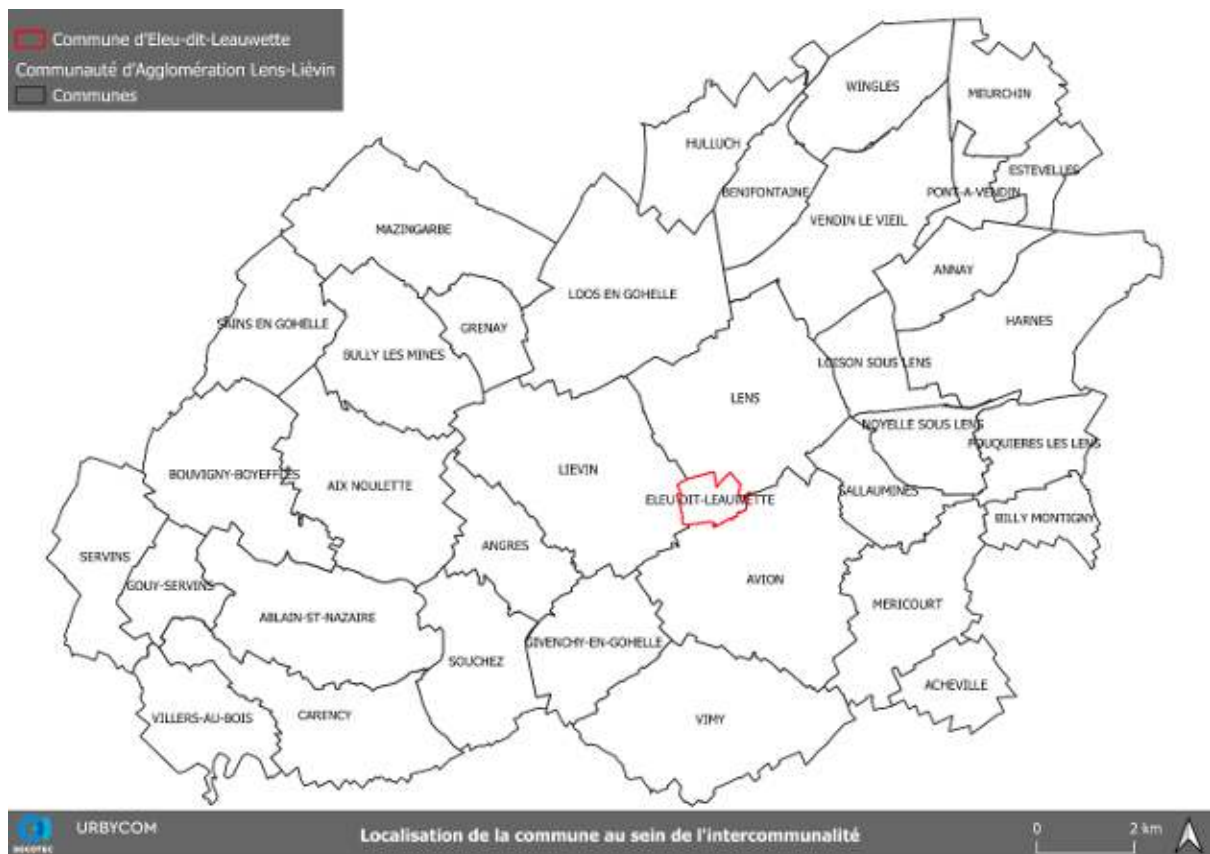 Commune d'Eleu-dit-Leauwette
Communauté d'Agglomération Lens-Liévin
Communes
WINGLES
MEURCHIN
HULLUCH
ESTEVELLES
BENIFONTAINE
PONT-A-VENDIN
VENDIN LE VIEIL
MAZINGARBE
ANNAY
LOOS EN GOHELLE
HARNES
SAINS EN GOHELLE
GRENAY
BULLY LES MINES
LOISON SOUS LENS
LENS
NOYELLE SOUS LENS
FOUQUIERES LES LENS
LIEVIN
BOUVIGNY-BOYEFFLES
AIX NOULETTE
SALLAUMINES
ELEU-DIT-LEAUWETTE
BILLY MONTIGNY
ANGRES
SERVINS
GOUY-SERVINS
AVION
MERICOURT
ABLAIN-ST-NAZAIRE
GIVENCHY-EN-GOHELLE
SOUCHEZ
ACHEVILLE
VILLERS-AU-BOIS
CARENCY
VIMY
URBYCOM
Localisation de la commune au sein de l'intercommunalité
0 2 km